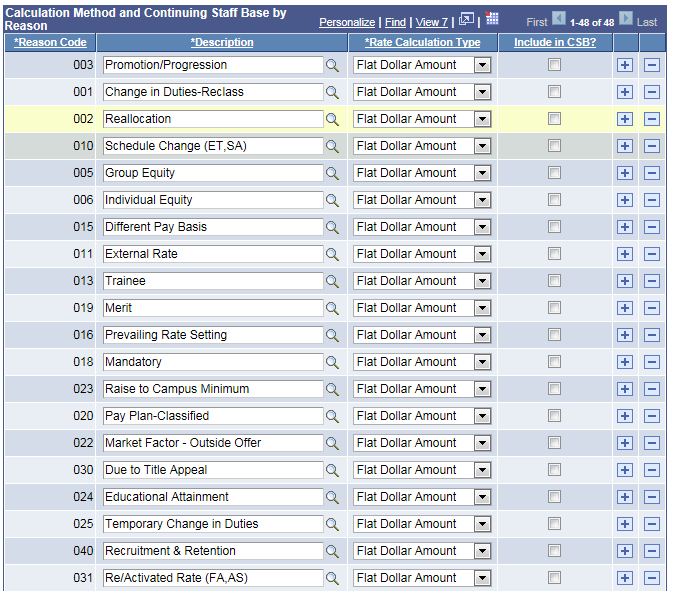 Calculation Method and Continuing Staff Base by Reason Personalize | Find | View 7 | | First 1-48 of 48 Last
*Reason Code *Description *Rate Calculation Type Include in CSB?
003 Promotion/Progression Flat Dollar Amount
001 Change in Duties-Reclass Flat Dollar Amount
002 Reallocation Flat Dollar Amount
010 Schedule Change (ET,SA) Flat Dollar Amount
005 Group Equity Flat Dollar Amount
006 Individual Equity Flat Dollar Amount
015 Different Pay Basis Flat Dollar Amount
011 External Rate Flat Dollar Amount
013 Trainee Flat Dollar Amount
019 Merit Flat Dollar Amount
016 Prevailing Rate Setting Flat Dollar Amount
018 Mandatory Flat Dollar Amount
023 Raise to Campus Minimum Flat Dollar Amount
020 Pay Plan-Classified Flat Dollar Amount
022 Market Factor - Outside Offer Flat Dollar Amount
030 Due to Title Appeal Flat Dollar Amount
024 Educational Attainment Flat Dollar Amount
025 Temporary Change in Duties Flat Dollar Amount
040 Recruitment & Retention Flat Dollar Amount
031 Re/Activated Rate (FA,AS) Flat Dollar Amount